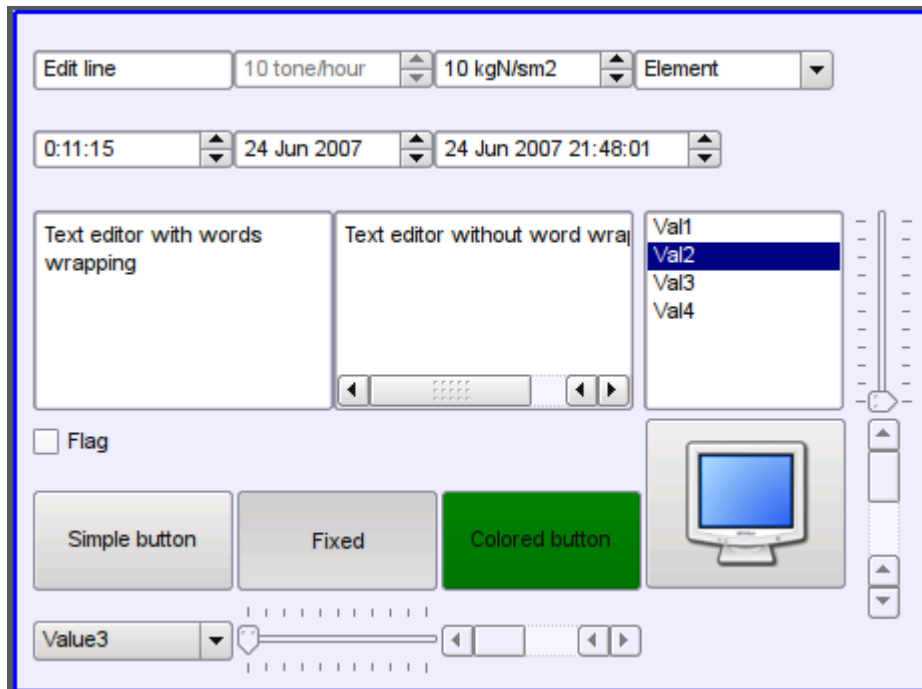 Edit line
10 tone/hour
10 kgN/sm2
Element
0:11:15
24 Jun 2007
24 Jun 2007 21:48:01
Text editor with words
wrapping
Text editor without word wrap
Val1
Val2
Val3
Val4
Flag
Simple button
Fixed
Colored button
Value3